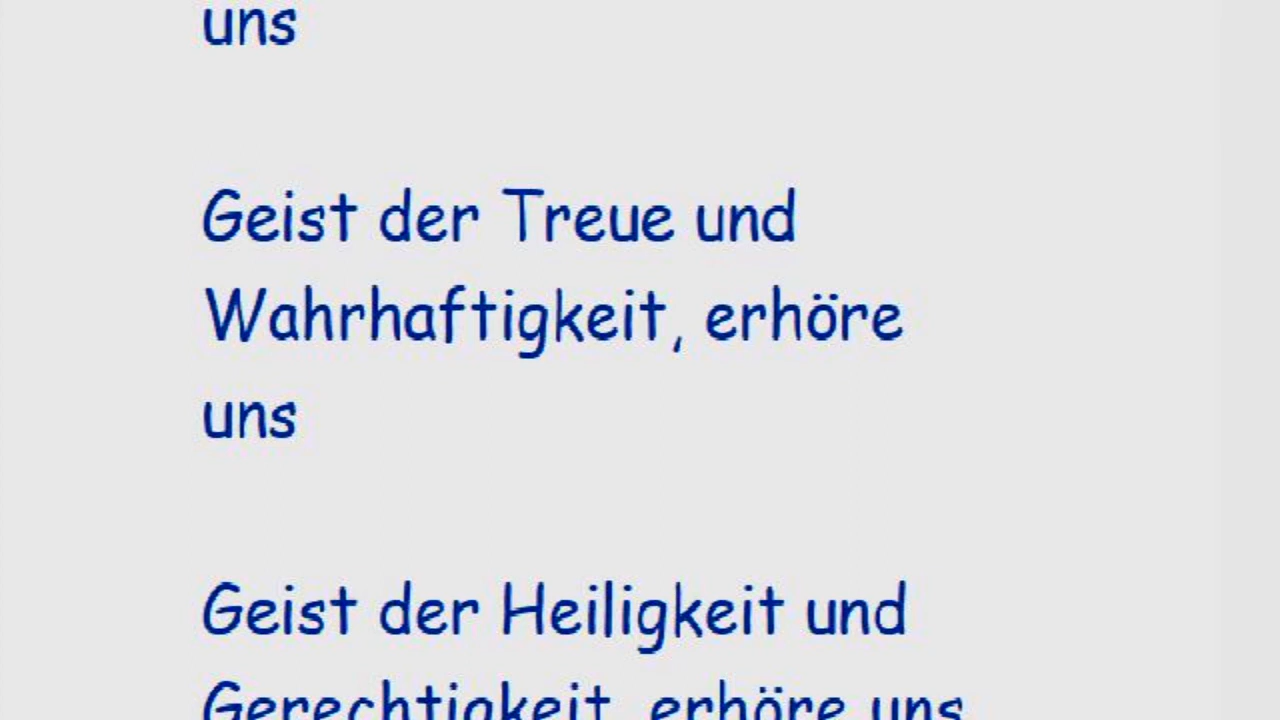 uns
Geist der Treue und
Wahrhaftigkeit, erhöre
uns
Geist der Heiligkeit und
Gerechtigkeit, erhöre uns